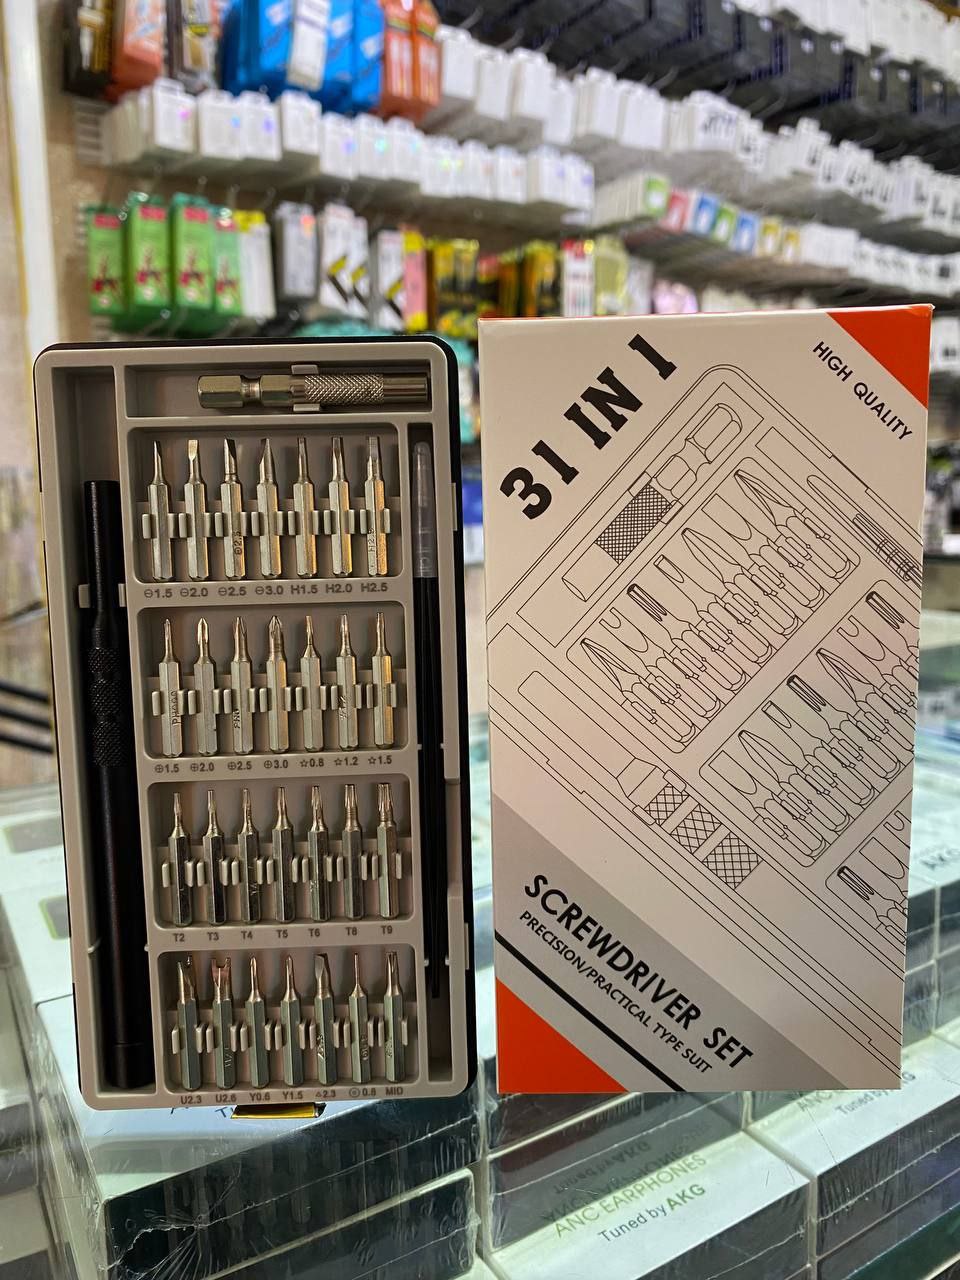 31 IN 1
HIGH QUALITY
⊖1.5 ⊖2.0 ⊖2.5 ⊖3.0 H1.5 H2.0 H2.5
⊕1.5 ⊕2.0 ⊕2.5 ⊕3.0 ☆0.8 ☆1.2 ☆1.5
T2 T3 T4 T5 T6 T8 T9
U2.3 U2.6 Y0.6 Y1.5 △2.3 0.8 MID
SCREWDRIVER SET
PRECISION/PRACTICAL TYPE SUIT
ANC EARPHONES
Tuned by AKG
Tuned by